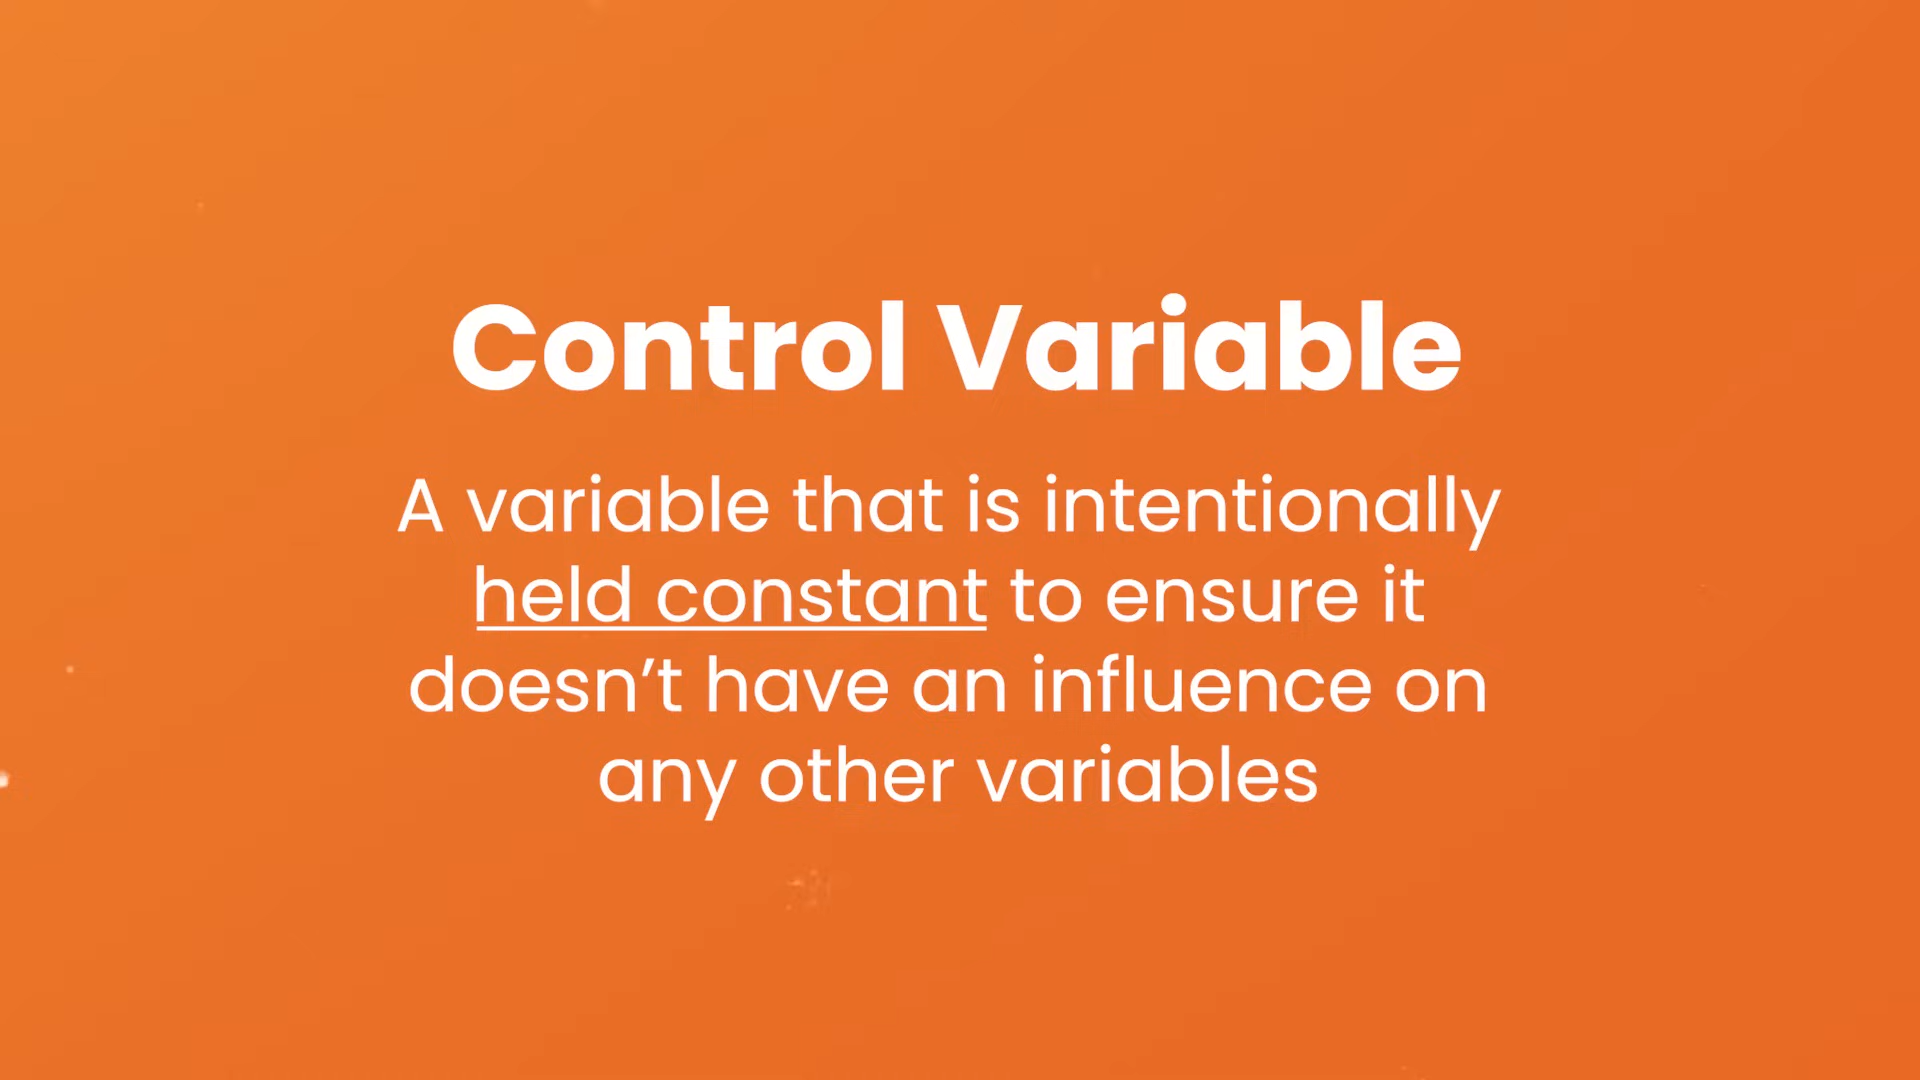 Control Variable
A variable that is intentionally
held constant to ensure it
doesn’t have an influence on
any other variables